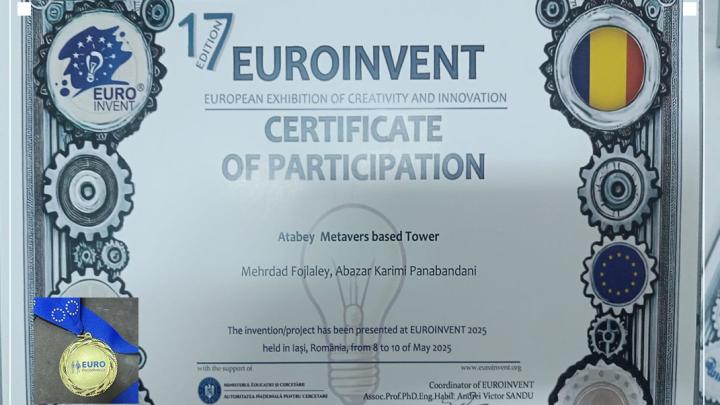 17 EDITION
EUROINVENT
EURO
INVENT®
EUROPEAN EXHIBITION OF CREATIVITY AND INNOVATION
CERTIFICATE
OF PARTICIPATION
Atabey Metavers based Tower
Mehrdad Fojlaley, Abazar Karimi Panabandani
The invention/project has been presented at EUROINVENT 2025
held in Iași, România, from 8 to 10 of May 2025
with the support of
www.euroinvent.org
MINISTERUL EDUCAȚIEI ȘI CERCETĂRII
AUTORITATEA NAȚIONALĂ PENTRU CERCETARE
Coordinator of EUROINVENT
Assoc.Prof.PhD.Eng.Habil. Andrei Victor SANDU
EURO